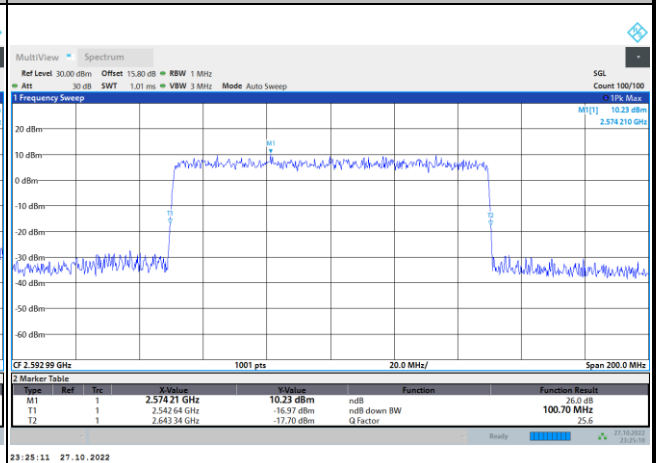 MultiView Spectrum
Ref Level 30.00 dBm Offset 15.80 dB RBW 1 MHz SGL
Att 30 dB SWT 1.01 ms VBW 3 MHz Mode Auto Sweep Count 100/100
1 Frequency Sweep 1Pk Max
M1[1] 10.23 dBm
2.574 210 GHz
20 dBm
M1
10 dBm
0 dBm
-10 dBm
T2
-20 dBm
-30 dBm
-40 dBm
-50 dBm
-60 dBm
CF 2.592 99 GHz 1001 pts 20.0 MHz/ Span 200.0 MHz
2 Marker Table
Type Ref Trc X-Value Y-Value Function Function Result
M1 1 2.574 21 GHz 10.23 dBm ndB 26.0 dB
T1 1 2.542 64 GHz -16.97 dBm ndB down BW 100.70 MHz
T2 1 2.643 34 GHz -17.70 dBm Q Factor 25.6
Ready 27.10.2022
23:25:10
23:25:11 27.10.2022